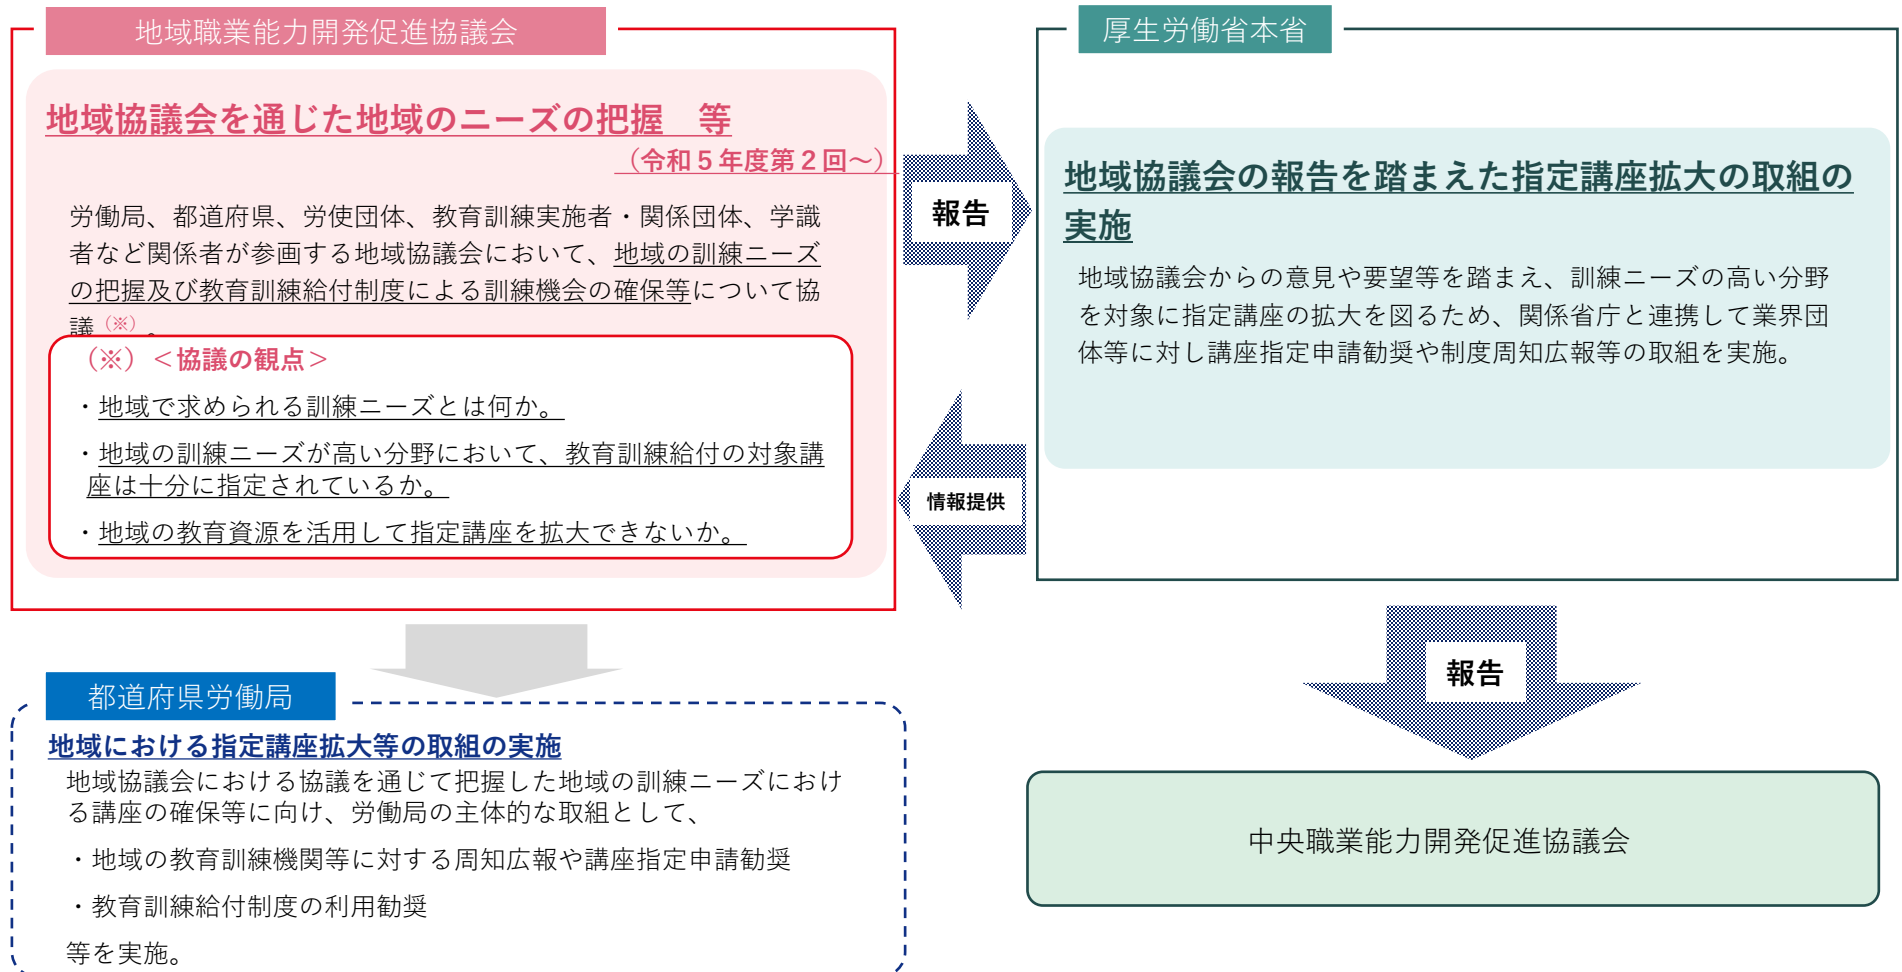 地域職業能力開発促進協議会
地域協議会を通じた地域のニーズの把握　等
（令和５年度第２回～）
労働局、都道府県、労使団体、教育訓練実施者・関係団体、学識
者など関係者が参画する地域協議会において、地域の訓練ニーズ
の把握及び教育訓練給付制度による訓練機会の確保等について協
議（※）。
（※）＜協議の観点＞
・地域で求められる訓練ニーズとは何か。
・地域の訓練ニーズが高い分野において、教育訓練給付の対象講
座は十分に指定されているか。
・地域の教育資源を活用して指定講座を拡大できないか。
報告
情報提供
厚生労働省本省
地域協議会の報告を踏まえた指定講座拡大の取組の
実施
地域協議会からの意見や要望等を踏まえ、訓練ニーズの高い分野
を対象に指定講座の拡大を図るため、関係省庁と連携して業界団
体等に対し講座指定申請勧奨や制度周知広報等の取組を実施。
都道府県労働局
地域における指定講座拡大等の取組の実施
地域協議会における協議を通じて把握した地域の訓練ニーズにおけ
る講座の確保等に向け、労働局の主体的な取組として、
・地域の教育訓練機関等に対する周知広報や講座指定申請勧奨
・教育訓練給付制度の利用勧奨
等を実施。
報告
中央職業能力開発促進協議会